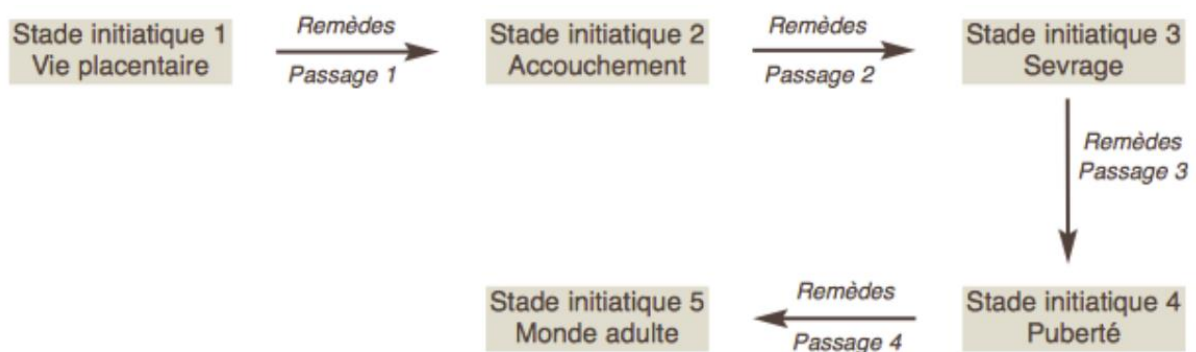 Stade initiatique 1
Vie placentaire
Remèdes
Passage 1
Stade initiatique 2
Accouchement
Remèdes
Passage 2
Stade initiatique 3
Sevrage
Remèdes
Passage 3
Stade initiatique 4
Puberté
Remèdes
Passage 4
Stade initiatique 5
Monde adulte